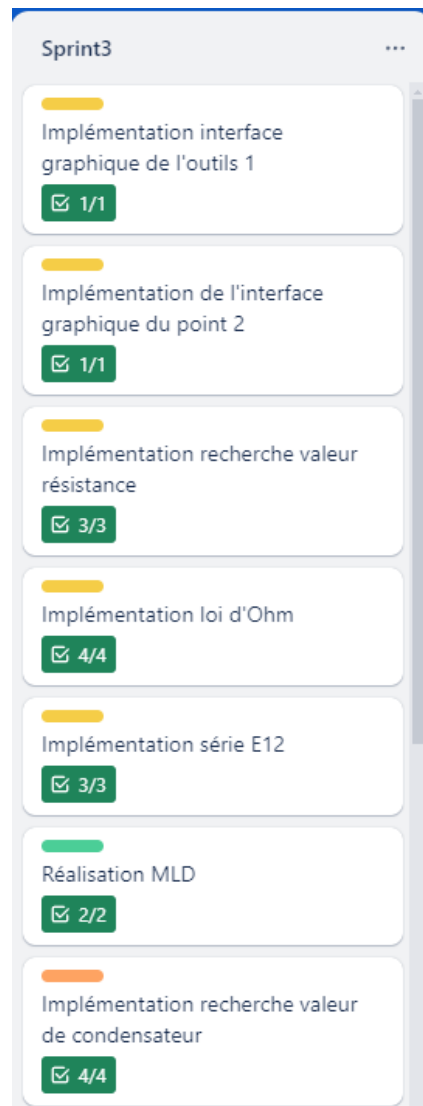 Sprint3
Implémentation interface
graphique de l'outils 1
1/1
Implémentation de l'interface
graphique du point 2
1/1
Implémentation recherche valeur
résistance
3/3
Implémentation loi d'Ohm
4/4
Implémentation série E12
3/3
Réalisation MLD
2/2
Implémentation recherche valeur
de condensateur
4/4